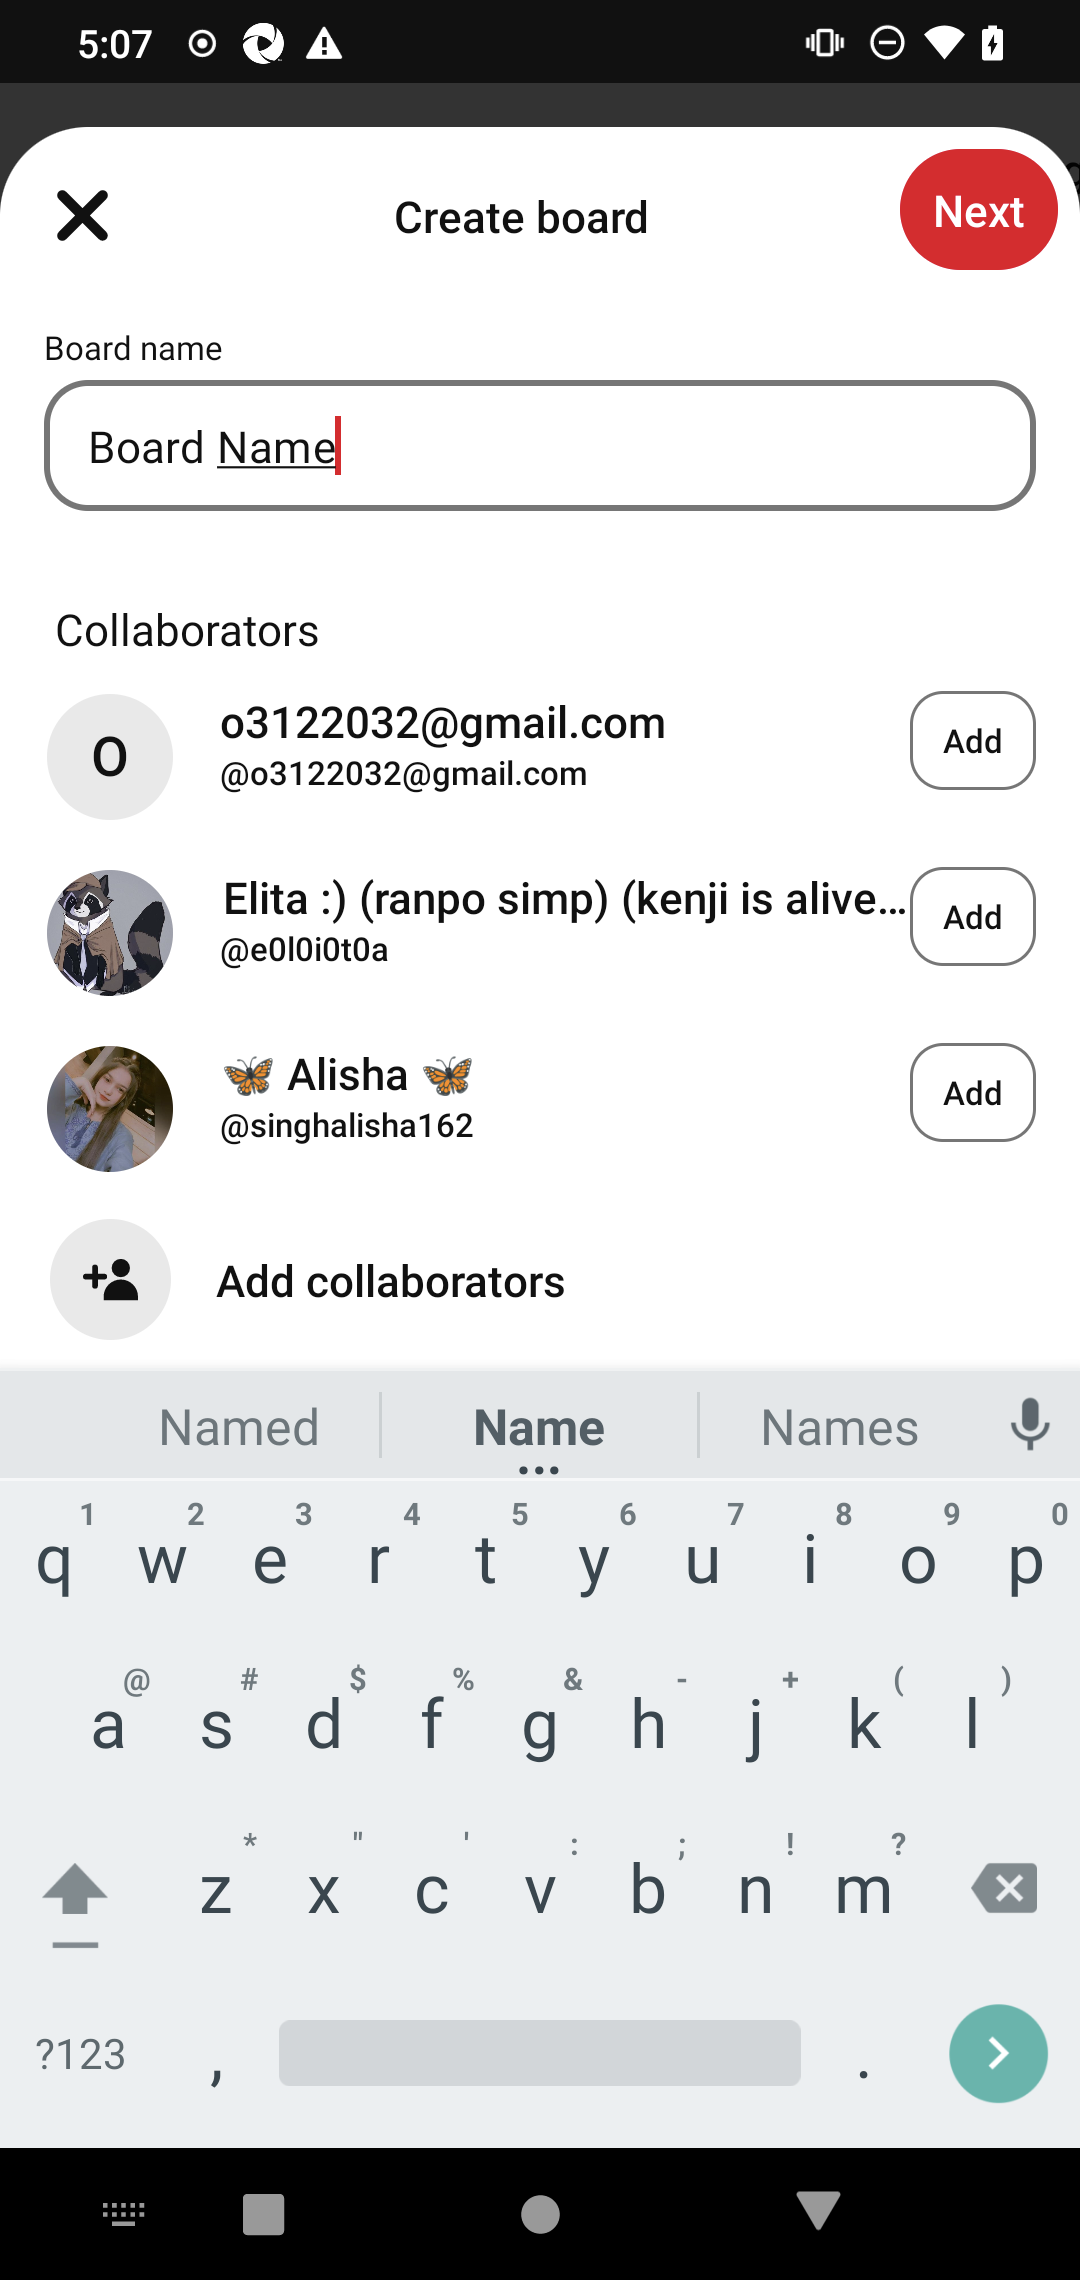 5:07
Create board
Next
Board name
Board Name
Collaborators
O
o3122032@gmail.com
@o3122032@gmail.com
Add
Elita :) (ranpo simp) (kenji is alive...
@e0l0i0t0a
Add
🦋 Alisha 🦋
@singhalisha162
Add
Add collaborators
Named Name Names
1 2 3 4 5 6 7 8 9 0
q w e r t y u i o p
@ # $ % & - + ( )
a s d f g h j k l
* " ' : ; ! ?
z x c v b n m
?123 , .